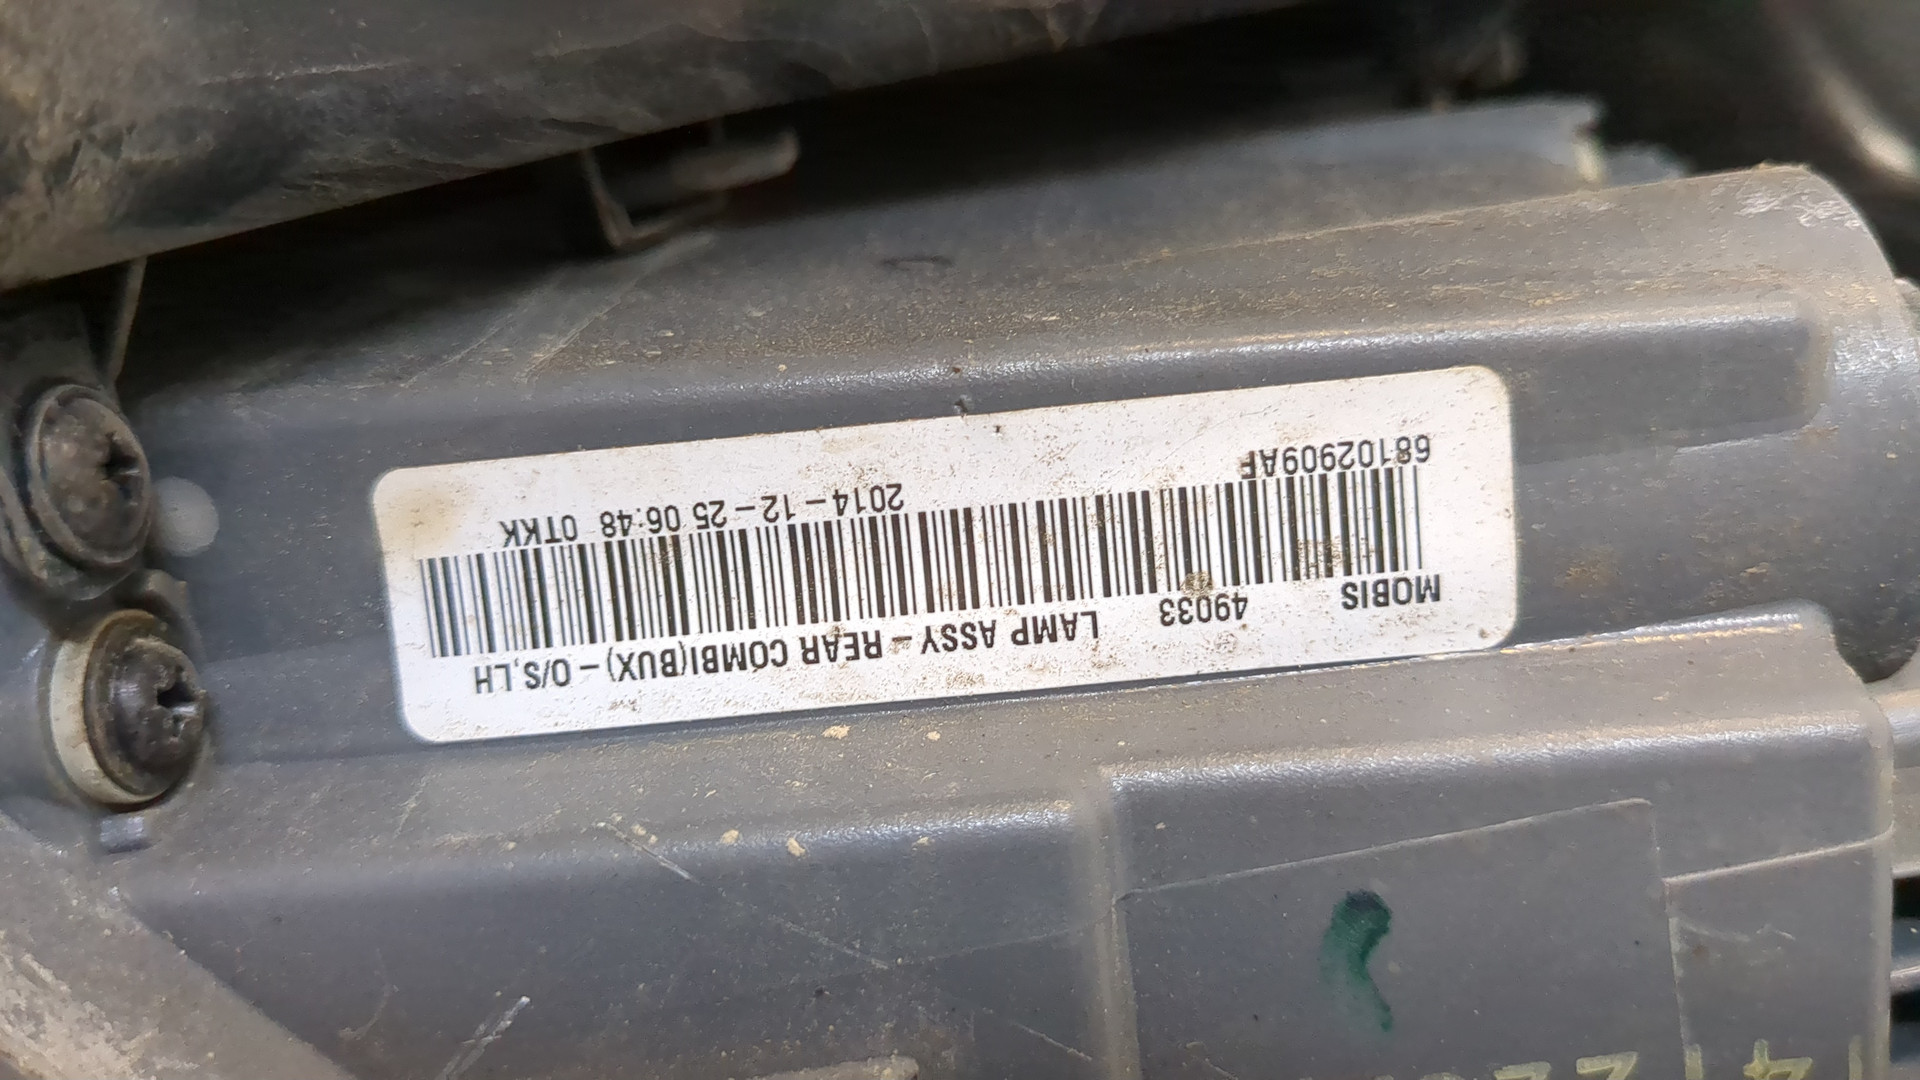 MOBIS 49033 LAMP ASSY - REAR COMBI(BUX) - O/S,LH
68102909AF 2014-12-25 06:48 0TKK